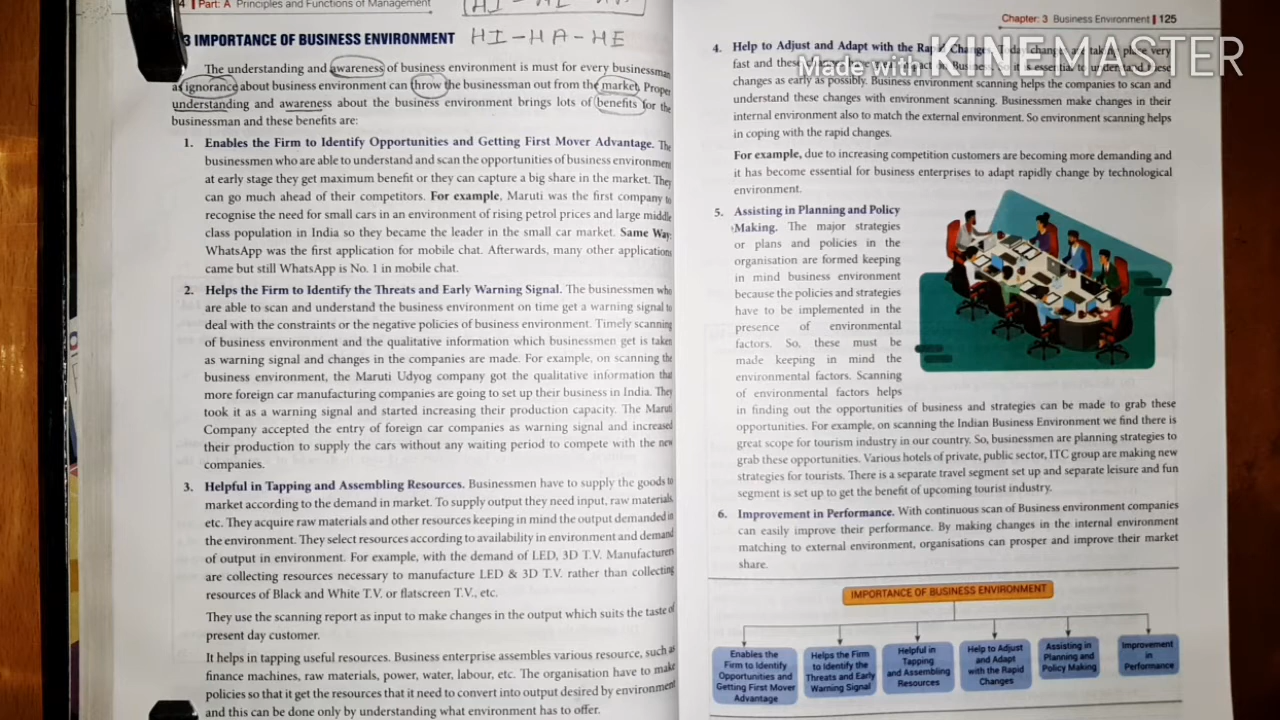 4 | Part: A Principles and Functions of Management
3 IMPORTANCE OF BUSINESS ENVIRONMENT HI - HA - HE
The understanding and awareness of business environment is must for every businessman
as ignorance about business environment can throw the businessman out from the market. Proper
understanding and awareness about the business environment brings lots of benefits for the
businessman and these benefits are:
1. Enables the Firm to Identify Opportunities and Getting First Mover Advantage. The
businessmen who are able to understand and scan the opportunities of business environment
at early stage they get maximum benefit or they can capture a big share in the market. They
can go much ahead of their competitors. For example, Maruti was the first company to
recognise the need for small cars in an environment of rising petrol prices and large middle
class population in India so they became the leader in the small car market. Same Way
WhatsApp was the first application for mobile chat. Afterwards, many other applications
came but still WhatsApp is No. 1 in mobile chat.
2. Helps the Firm to Identify the Threats and Early Warning Signal. The businessmen who
are able to scan and understand the business environment on time get a warning signal to
deal with the constraints or the negative policies of business environment. Timely scanning
of business environment and the qualitative information which businessmen get is taken
as warning signal and changes in the companies are made. For example, on scanning the
business environment, the Maruti Udyog company got the qualitative information that
more foreign car manufacturing companies are going to set up their business in India. They
took it as a warning signal and started increasing their production capacity. The Maruti
Company accepted the entry of foreign car companies as warning signal and increased
their production to supply the cars without any waiting period to compete with the new
companies.
3. Helpful in Tapping and Assembling Resources. Businessmen have to supply the goods to
market according to the demand in market. To supply output they need input, raw materials
etc. They acquire raw materials and other resources keeping in mind the output demanded in
the environment. They select resources according to availability in environment and demand
of output in environment. For example, with the demand of LED, 3D T.V. Manufacturers
are collecting resources necessary to manufacture LED & 3D T.V. rather than collecting
resources of Black and White T.V. or flatscreen T.V., etc.
They use the scanning report as input to make changes in the output which suits the taste of
present day customer.
It helps in tapping useful resources. Business enterprise assembles various resource, such as
finance machines, raw materials, power, water, labour, etc. The organisation have to make
policies so that it get the resources that it need to convert into output desired by environment
and this can be done only by understanding what environment has to offer.
Chapter: 3 Business Environment | 125
4. Help to Adjust and Adapt with the Rapid Changes. Today changes are taking place very
fast and these
changes as early as possibly. Business environment scanning helps the companies to scan and
understand these changes with environment scanning. Businessmen make changes in their
internal environment also to match the external environment. So environment scanning helps
in coping with the rapid changes.
For example, due to increasing competition customers are becoming more demanding and
it has become essential for business enterprises to adapt rapidly change by technological
environment.
5. Assisting in Planning and Policy
Making. The major strategies
or plans and policies in the
organisation are formed keeping
in mind business environment
because the policies and strategies
have to be implemented in the
presence of environmental
factors. So, these must be
made keeping in mind the
environmental factors. Scanning
of environmental factors helps
in finding out the opportunities of business and strategies can be made to grab these
opportunities. For example, on scanning the Indian Business Environment we find there is
great scope for tourism industry in our country. So, businessmen are planning strategies to
grab these opportunities. Various hotels of private, public sector, ITC group are making new
strategies for tourists. There is a separate travel segment set up and separate leisure and fun
segment is set up to get the benefit of upcoming tourist industry.
6. Improvement in Performance. With continuous scan of Business environment companies
can easily improve their performance. By making changes in the internal environment
matching to external environment, organisations can prosper and improve their market
share.
IMPORTANCE OF BUSINESS ENVIRONMENT
Enables the
Firm to Identify
Opportunities and
Getting First Mover
Advantage
Helps the Firm
to Identify the
Threats and Early
Warning Signal
Helpful in
Tapping
and Assembling
Resources
Help to Adjust
and Adapt
with the Rapid
Changes
Assisting in
Planning and
Policy Making
Improvement
in
Performance
Made with KINEMASTER